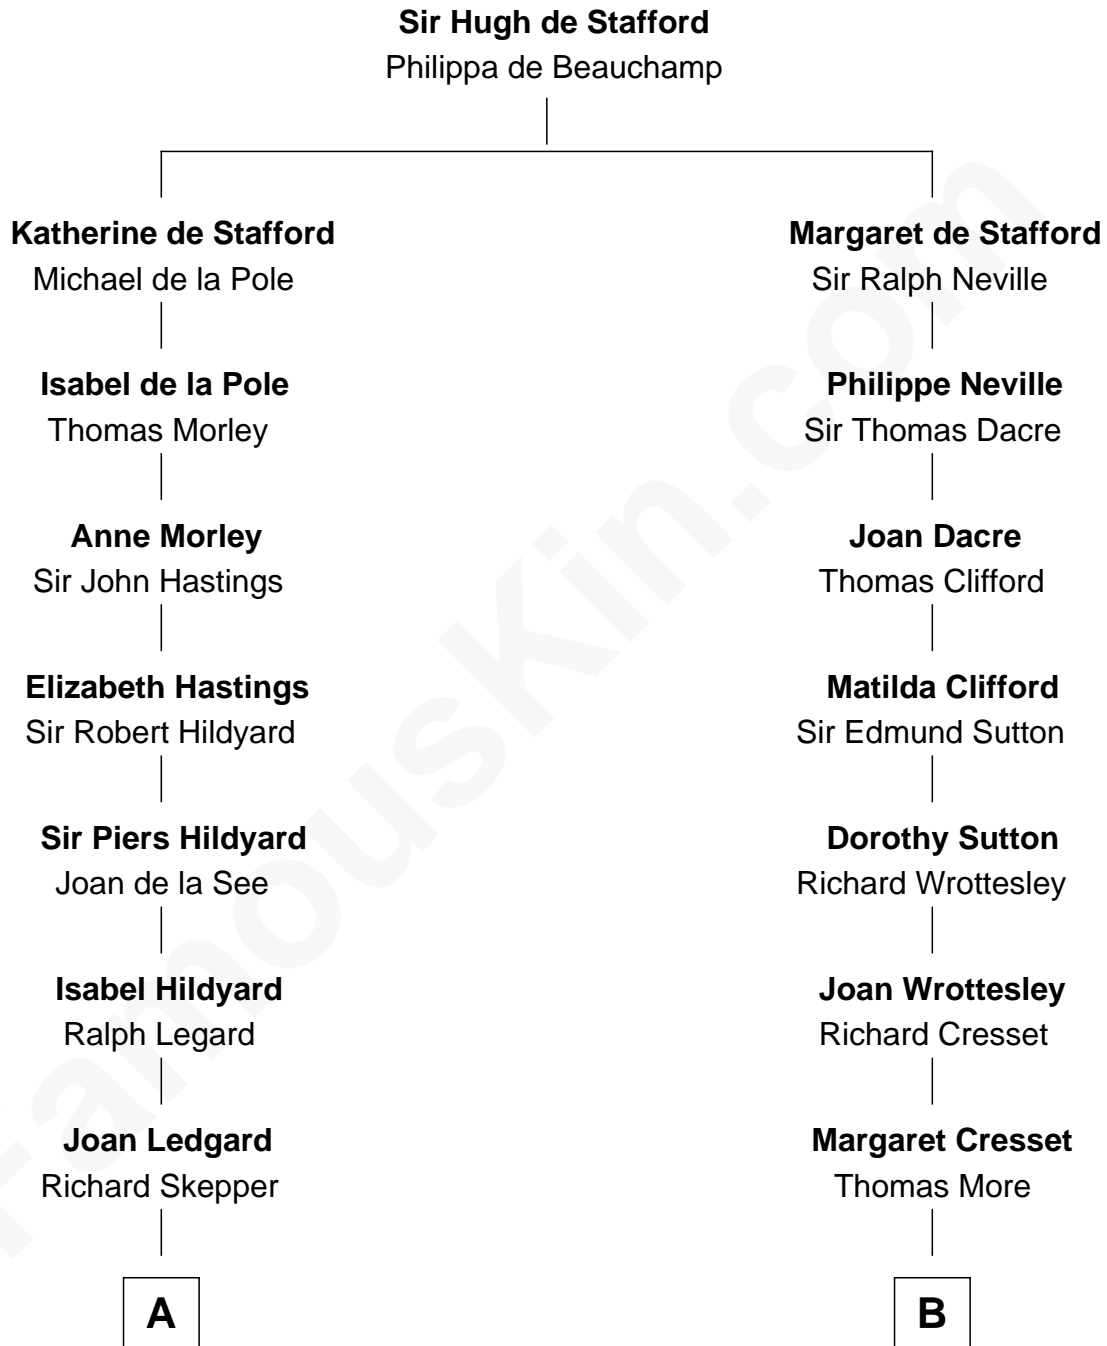 Sir Hugh de Stafford
Philippa de Beauchamp
Katherine de Stafford
Michael de la Pole
Margaret de Stafford
Sir Ralph Neville
Isabel de la Pole
Thomas Morley
Philippe Neville
Sir Thomas Dacre
Anne Morley
Sir John Hastings
Joan Dacre
Thomas Clifford
Elizabeth Hastings
Sir Robert Hildyard
Matilda Clifford
Sir Edmund Sutton
Sir Piers Hildyard
Joan de la See
Dorothy Sutton
Richard Wrottesley
Isabel Hildyard
Ralph Legard
Joan Wrottesley
Richard Cresset
Joan Ledgard
Richard Skepper
Margaret Cresset
Thomas More
A
B
FamousKin.com